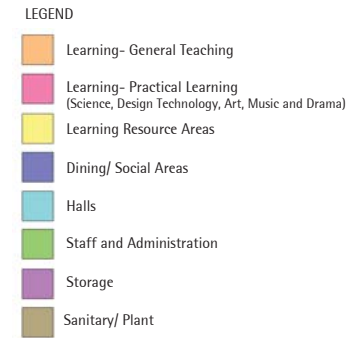 LEGEND
Learning- General Teaching
Learning- Practical Learning
(Science, Design Technology, Art, Music and Drama)
Learning Resource Areas
Dining/ Social Areas
Halls
Staff and Administration
Storage
Sanitary/ Plant